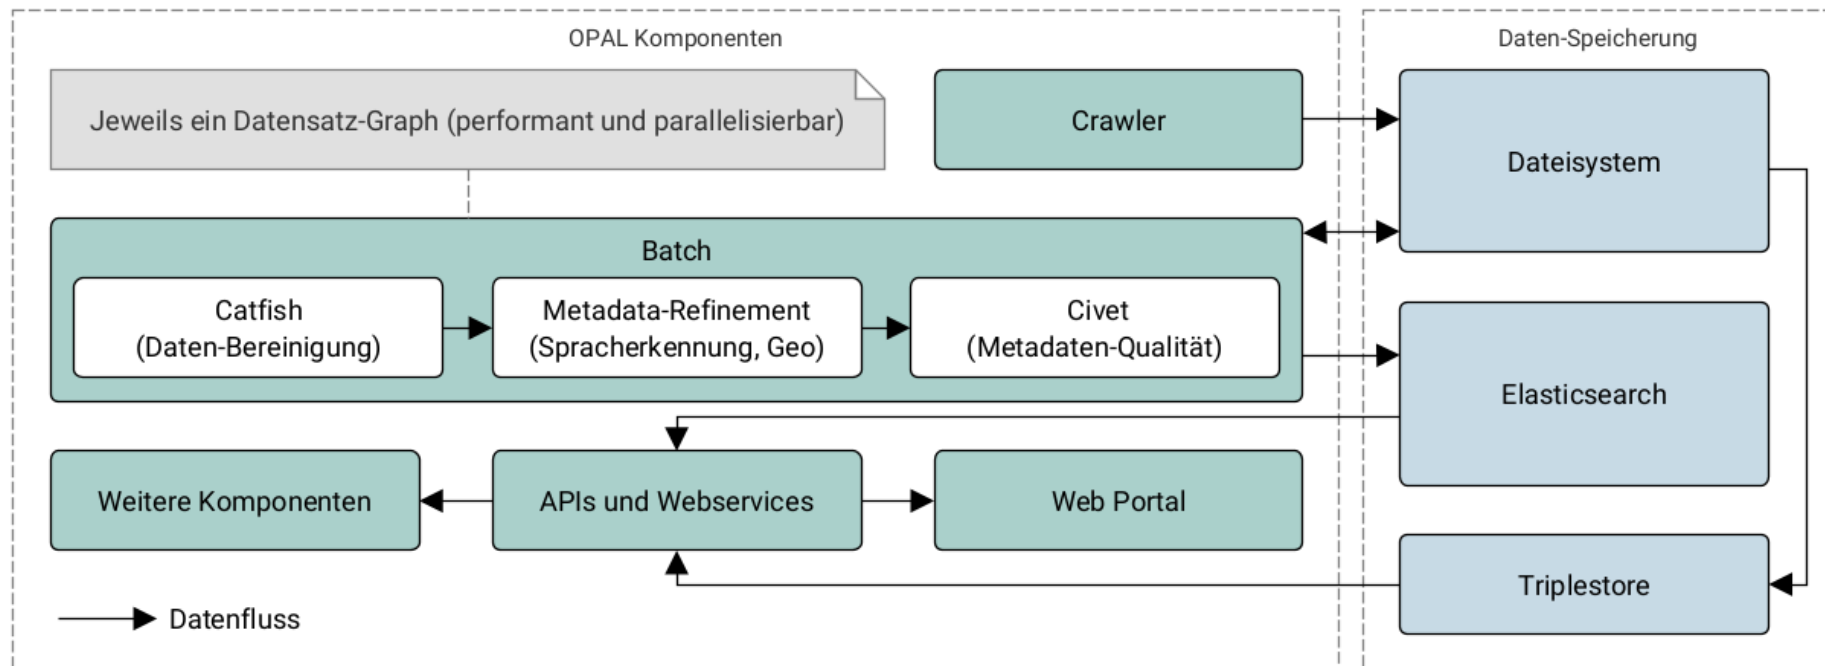 OPAL Komponenten
Daten-Speicherung
Jeweils ein Datensatz-Graph (performant und parallelisierbar)
Crawler
Dateisystem
Batch
Catfish
(Daten-Bereinigung)
Metadata-Refinement
(Spracherkennung, Geo)
Civet
(Metadaten-Qualität)
Elasticsearch
Weitere Komponenten
APIs und Webservices
Web Portal
Triplestore
Datenfluss